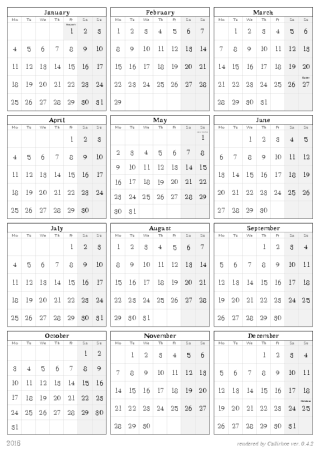 January
Mo Tu We Th Fr Sa Su
1 2 3
4 5 6 7 8 9 10
11 12 13 14 15 16 17
18 19 20 21 22 23 24
25 26 27 28 29 30 31
February
Mo Tu We Th Fr Sa Su
1 2 3 4 5 6 7
8 9 10 11 12 13 14
15 16 17 18 19 20 21
22 23 24 25 26 27 28
29
March
Mo Tu We Th Fr Sa Su
1 2 3 4 5 6
7 8 9 10 11 12 13
14 15 16 17 18 19 20
21 22 23 24 25 26 27
28 29 30 31
April
Mo Tu We Th Fr Sa Su
1 2 3
4 5 6 7 8 9 10
11 12 13 14 15 16 17
18 19 20 21 22 23 24
25 26 27 28 29 30
May
Mo Tu We Th Fr Sa Su
1
2 3 4 5 6 7 8
9 10 11 12 13 14 15
16 17 18 19 20 21 22
23 24 25 26 27 28 29
30 31
June
Mo Tu We Th Fr Sa Su
1 2 3 4 5
6 7 8 9 10 11 12
13 14 15 16 17 18 19
20 21 22 23 24 25 26
27 28 29 30
July
Mo Tu We Th Fr Sa Su
1 2 3
4 5 6 7 8 9 10
11 12 13 14 15 16 17
18 19 20 21 22 23 24
25 26 27 28 29 30 31
August
Mo Tu We Th Fr Sa Su
1 2 3 4 5 6 7
8 9 10 11 12 13 14
15 16 17 18 19 20 21
22 23 24 25 26 27 28
29 30 31
September
Mo Tu We Th Fr Sa Su
1 2 3 4
5 6 7 8 9 10 11
12 13 14 15 16 17 18
19 20 21 22 23 24 25
26 27 28 29 30
October
Mo Tu We Th Fr Sa Su
1 2
3 4 5 6 7 8 9
10 11 12 13 14 15 16
17 18 19 20 21 22 23
24 25 26 27 28 29 30
31
November
Mo Tu We Th Fr Sa Su
1 2 3 4 5 6
7 8 9 10 11 12 13
14 15 16 17 18 19 20
21 22 23 24 25 26 27
28 29 30
December
Mo Tu We Th Fr Sa Su
1 2 3 4
5 6 7 8 9 10 11
12 13 14 15 16 17 18
19 20 21 22 23 24 25
26 27 28 29 30 31
2016
rendered by ver.